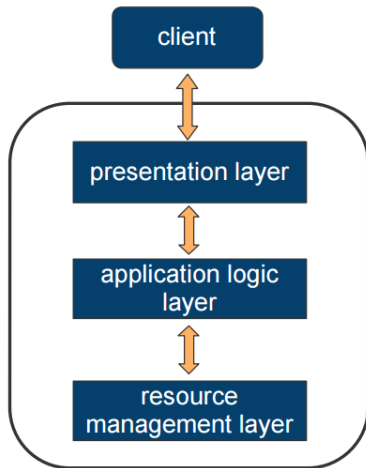 client
presentation layer
application logic
layer
resource
management layer